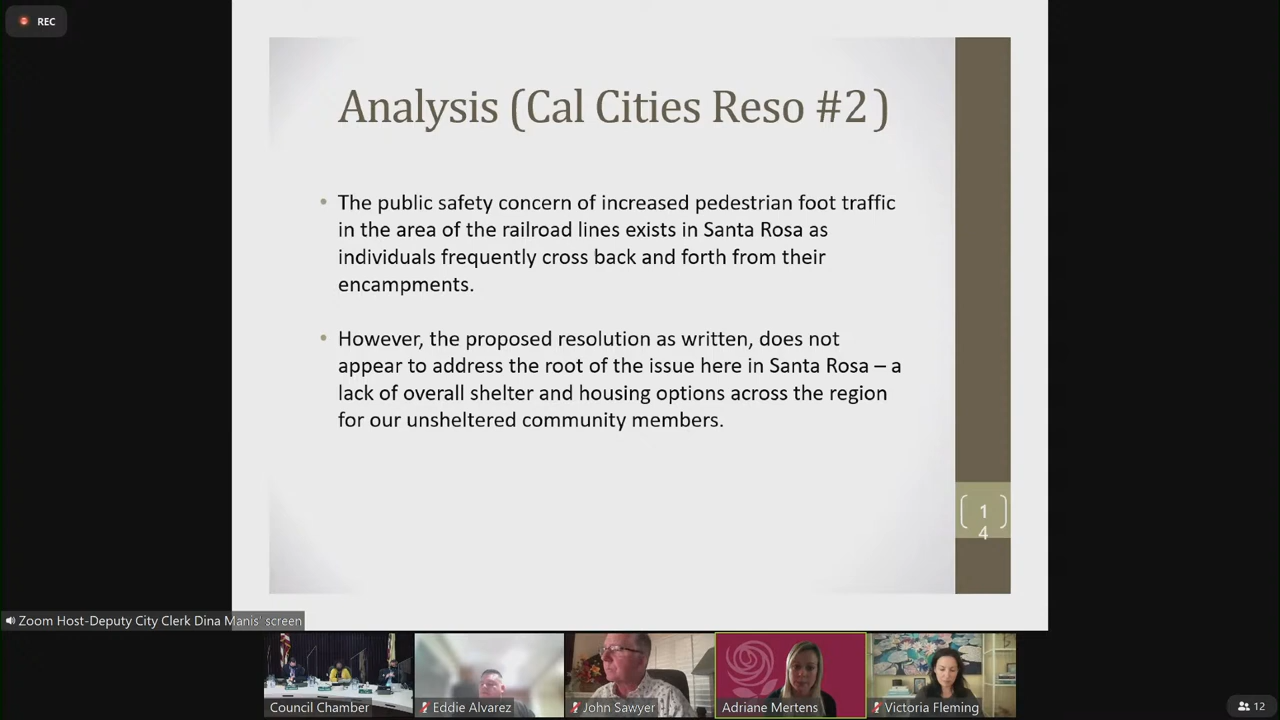 REC
Analysis (Cal Cities Reso #2)
• The public safety concern of increased pedestrian foot traffic
in the area of the railroad lines exists in Santa Rosa as
individuals frequently cross back and forth from their
encampments.
• However, the proposed resolution as written, does not
appear to address the root of the issue here in Santa Rosa – a
lack of overall shelter and housing options across the region
for our unsheltered community members.
1
4
Zoom Host-Deputy City Clerk Dina Manis' screen
Council Chamber
Eddie Alvarez
John Sawyer
Adriane Mertens
Victoria Fleming
12